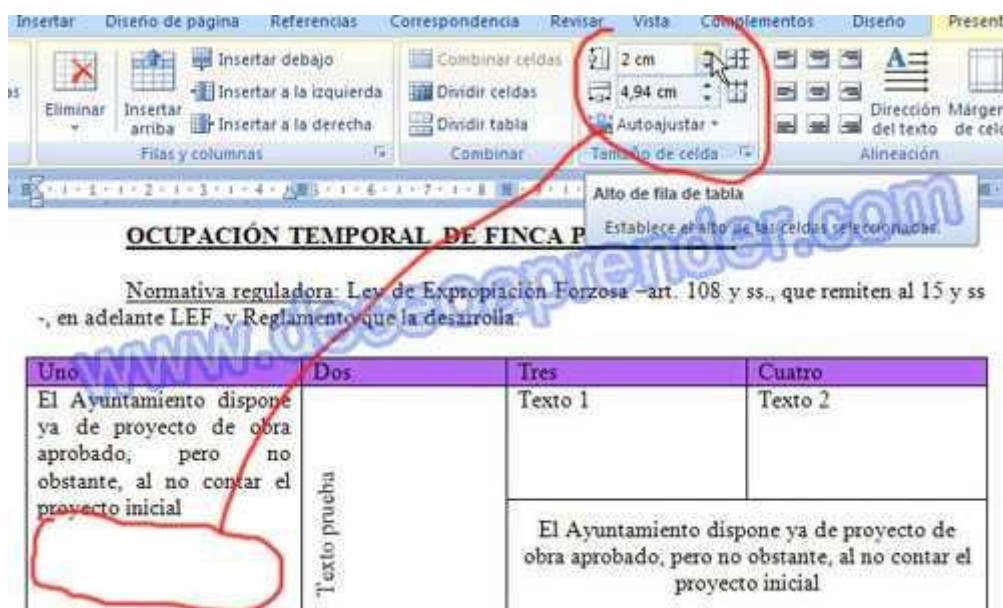 Insertar Diseño de página Referencias Correspondencia Revisar Vista Complementos Diseño Present
Eliminar
Insertar arriba
Insertar debajo
Insertar a la izquierda
Insertar a la derecha
Filas y columnas
Combinar celdas
Dividir celdas
Dividir tabla
Combinar
2 cm
4,94 cm
Autoajustar
Tamaño de celda
Dirección del texto
Márgen
de celd
Alineación
Alto de fila de tabla
Establece el alto de las celdas seleccionadas.
OCUPACIÓN TEMPORAL DE FINCA P
www.deseoaprender.com
Normativa reguladora: Ley de Expropiación Forzosa –art. 108 y ss., que remiten al 15 y ss
-, en adelante LEF, y Reglamento que la desarrolla.
Uno Dos Tres Cuatro
El Ayuntamiento dispone
ya de proyecto de obra
aprobado, pero no
obstante, al no contar el
proyecto inicial
Texto prueba
Texto 1 Texto 2
El Ayuntamiento dispone ya de proyecto de
obra aprobado, pero no obstante, al no contar el
proyecto inicial